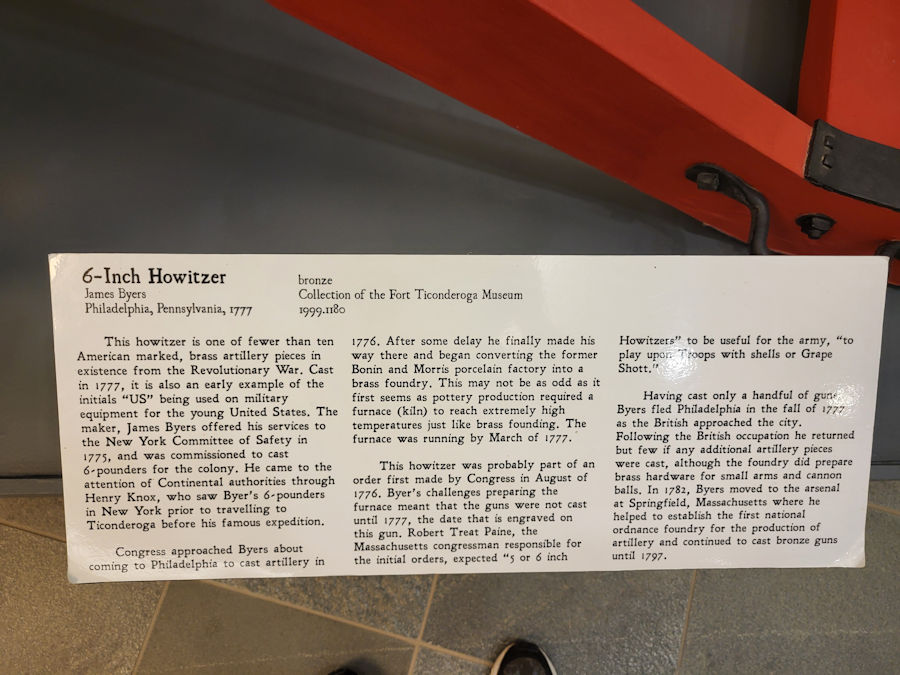 6-Inch Howitzer
James Byers
Philadelphia, Pennsylvania, 1777
bronze
Collection of the Fort Ticonderoga Museum
1999.1180
This howitzer is one of fewer than ten
American marked, brass artillery pieces in
existence from the Revolutionary War. Cast
in 1777, it is also an early example of the
initials “US” being used on military
equipment for the young United States. The
maker, James Byers offered his services to
the New York Committee of Safety in
1775, and was commissioned to cast
6-pounders for the colony. He came to the
attention of Continental authorities through
Henry Knox, who saw Byer's 6-pounders
in New York prior to travelling to
Ticonderoga before his famous expedition.
Congress approached Byers about
coming to Philadelphia to cast artillery in
1776. After some delay he finally made his
way there and began converting the former
Bonin and Morris porcelain factory into a
brass foundry. This may not be as odd as it
first seems as pottery production required a
furnace (kiln) to reach extremely high
temperatures just like brass founding. The
furnace was running by March of 1777.
This howitzer was probably part of an
order first made by Congress in August of
1776. Byer's challenges preparing the
furnace meant that the guns were not cast
until 1777, the date that is engraved on
this gun. Robert Treat Paine, the
Massachusetts congressman responsible for
the initial orders, expected “5 or 6 inch
Howitzers” to be useful for the army, “to
play upon Troops with shells or Grape
Shott.”
Having cast only a handful of guns
Byers fled Philadelphia in the fall of 1777
as the British approached the city.
Following the British occupation he returned
but few if any additional artillery pieces
were cast, although the foundry did prepare
brass hardware for small arms and cannon
balls. In 1782, Byers moved to the arsenal
at Springfield, Massachusetts where he
helped to establish the first national
ordnance foundry for the production of
artillery and continued to cast bronze guns
until 1797.